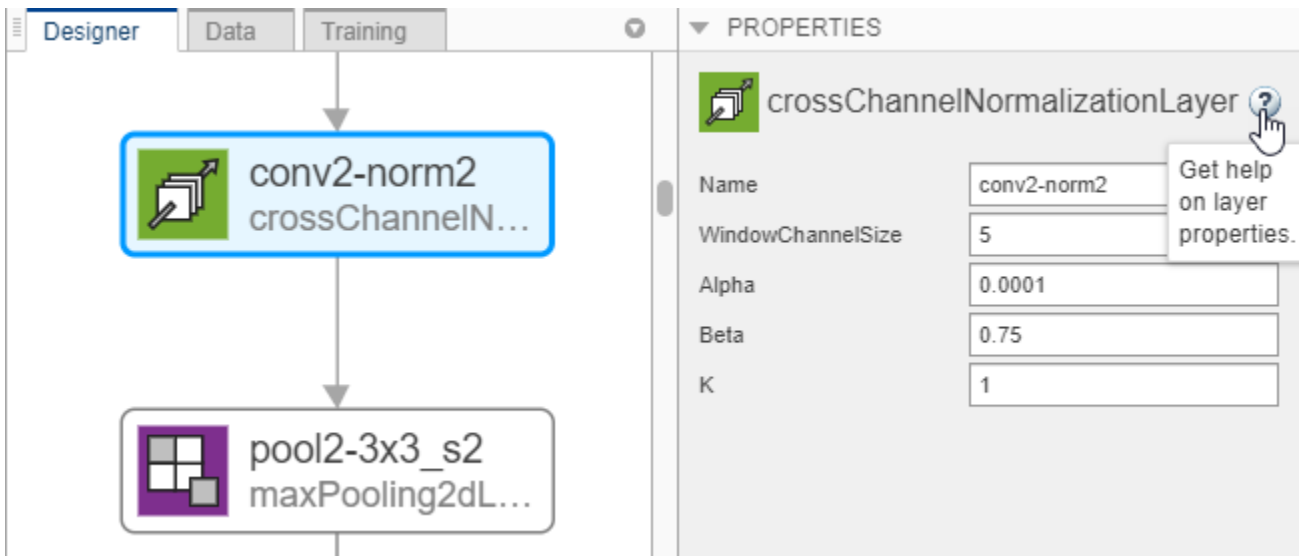 Designer
Data
Training
PROPERTIES
conv2-norm2
crossChannelN...
pool2-3x3_s2
maxPooling2dL...
crossChannelNormalizationLayer ?
Get help
on layer
properties.
Name
conv2-norm2
WindowChannelSize
5
Alpha
0.0001
Beta
0.75
K
1